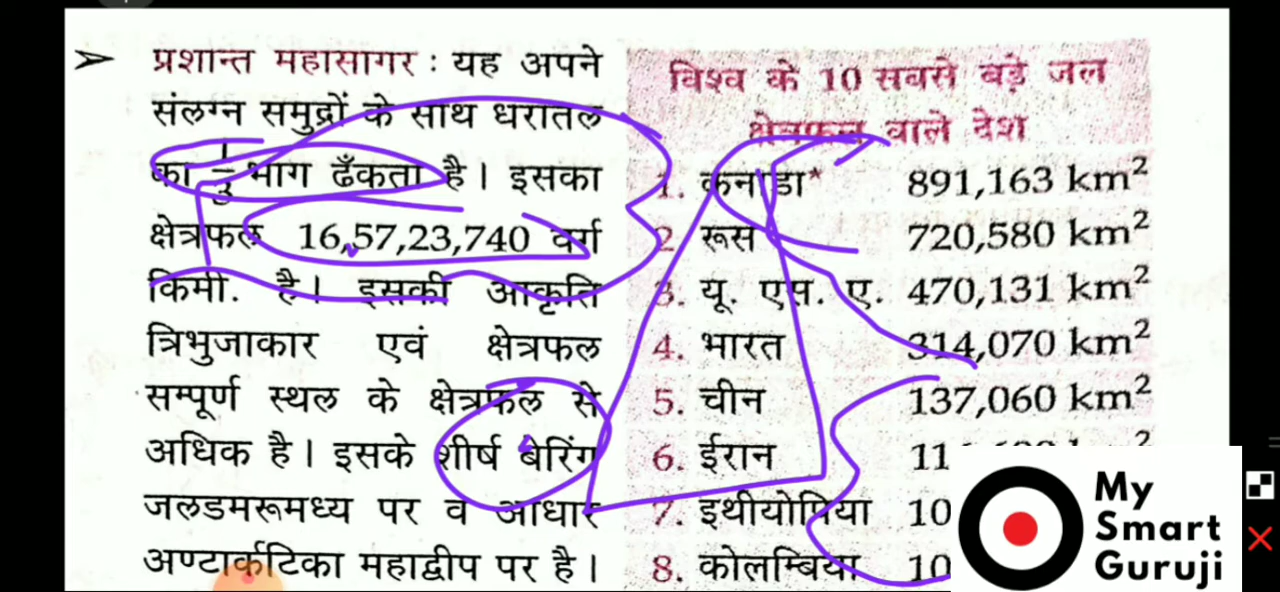 ➢ प्रशान्त महासागर : यह अपने
संलग्न समुद्रों के साथ धरातल
का भाग ढँकता है। इसका
क्षेत्रफल 16,57,23,740 वर्ग
किमी. है। इसकी आकृति
त्रिभुजाकार एवं क्षेत्रफल
सम्पूर्ण स्थल के क्षेत्रफल से
अधिक है। इसके शीर्ष बेरिंग
जलडमरूमध्य पर व आधार
अण्टार्कटिका महाद्वीप पर है।
विश्व के 10 सबसे बड़े जल
क्षेत्रफल वाले देश
1. कनाडा* 891,163 km²
2. रूस 720,580 km²
3. यू. एस. ए. 470,131 km²
4. भारत 314,070 km²
5. चीन 137,060 km²
6. ईरान
7. इथीयोपिया
8. कोलम्बिया
My
Smart
Guruji